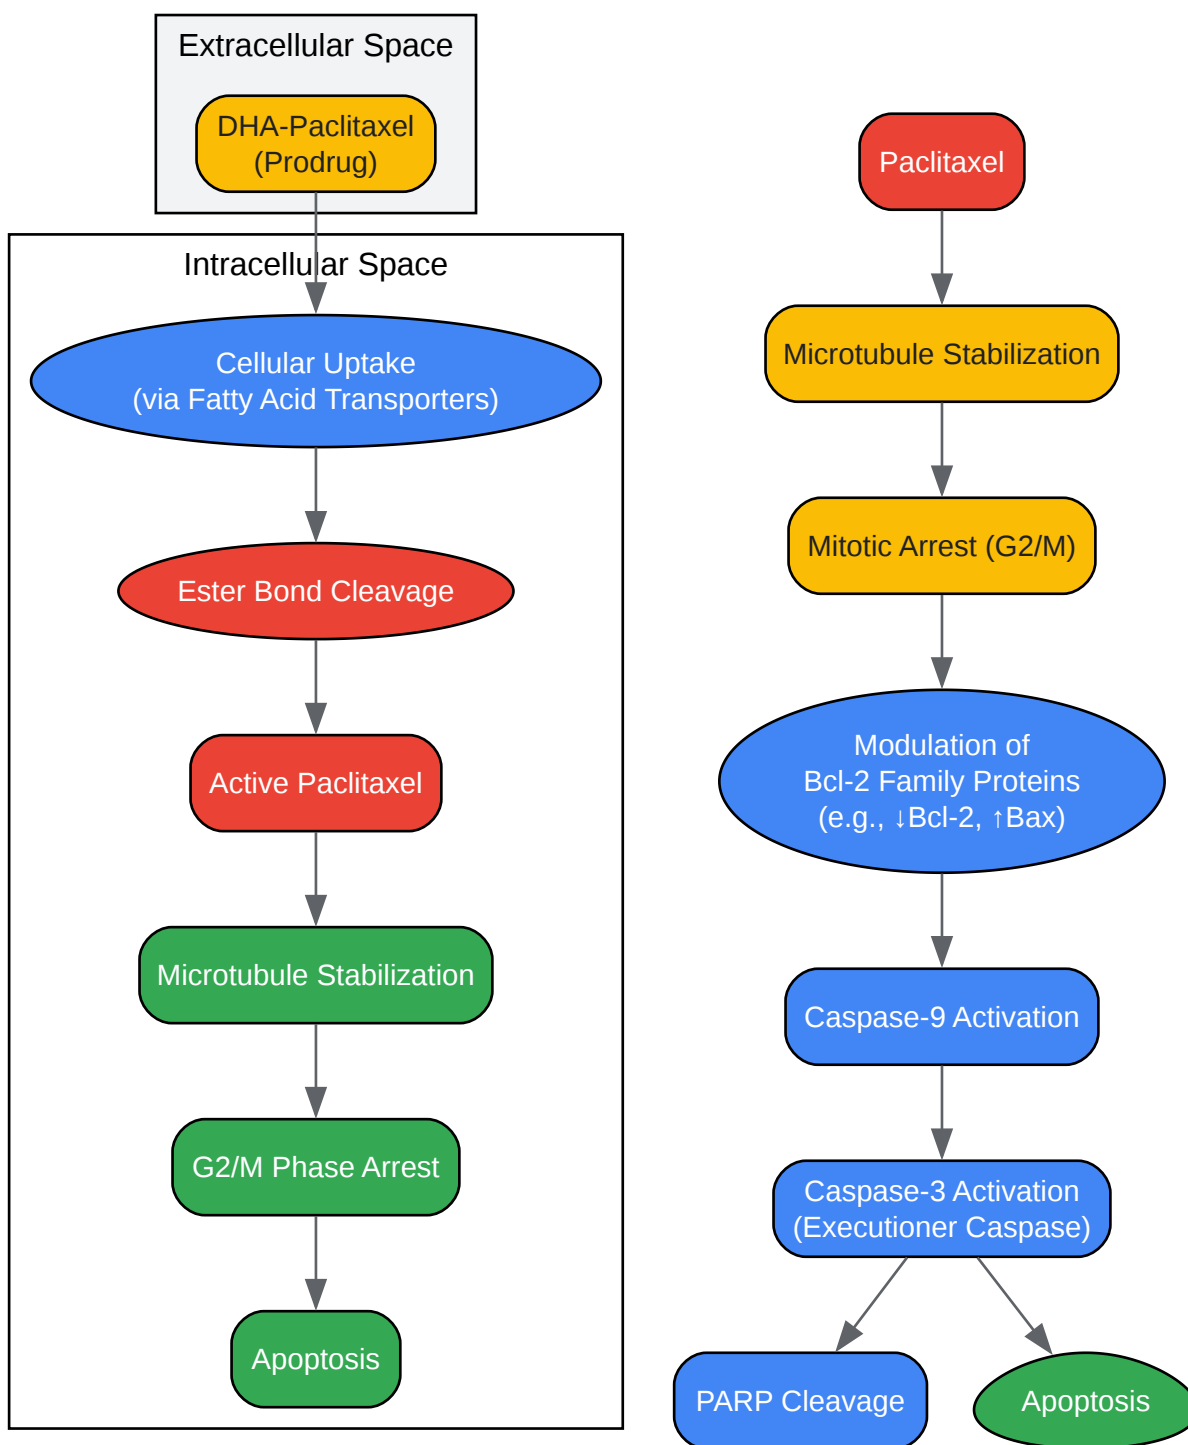 Extracellular Space
DHA-Paclitaxel
(Prodrug)
Intracellular Space
Cellular Uptake
(via Fatty Acid Transporters)
Ester Bond Cleavage
Active Paclitaxel
Microtubule Stabilization
G2/M Phase Arrest
Apoptosis
Paclitaxel
Microtubule Stabilization
Mitotic Arrest (G2/M)
Modulation of
Bcl-2 Family Proteins
(e.g., ↓Bcl-2, ↑Bax)
Caspase-9 Activation
Caspase-3 Activation
(Executioner Caspase)
PARP Cleavage
Apoptosis